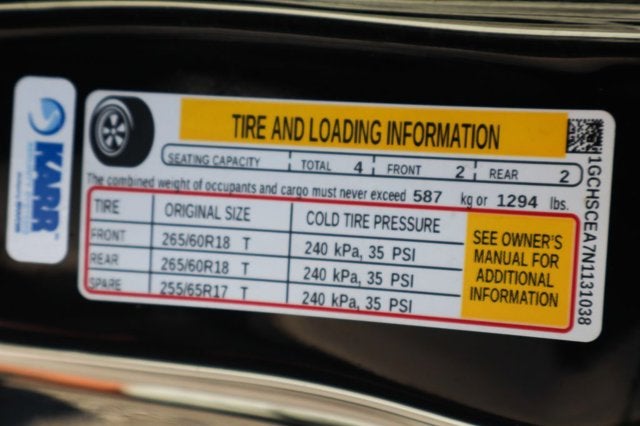 TIRE AND LOADING INFORMATION
SEATING CAPACITY TOTAL 4 FRONT 2 REAR 2
The combined weight of occupants and cargo must never exceed 587 kg or 1294 lbs.
TIRE ORIGINAL SIZE COLD TIRE PRESSURE
FRONT 265/60R18 T 240 kPa, 35 PSI
REAR 265/60R18 T 240 kPa, 35 PSI
SPARE 255/65R17 T 240 kPa, 35 PSI
SEE OWNER'S
MANUAL FOR
ADDITIONAL
INFORMATION
1GCHSCEA7N1131038
KARR